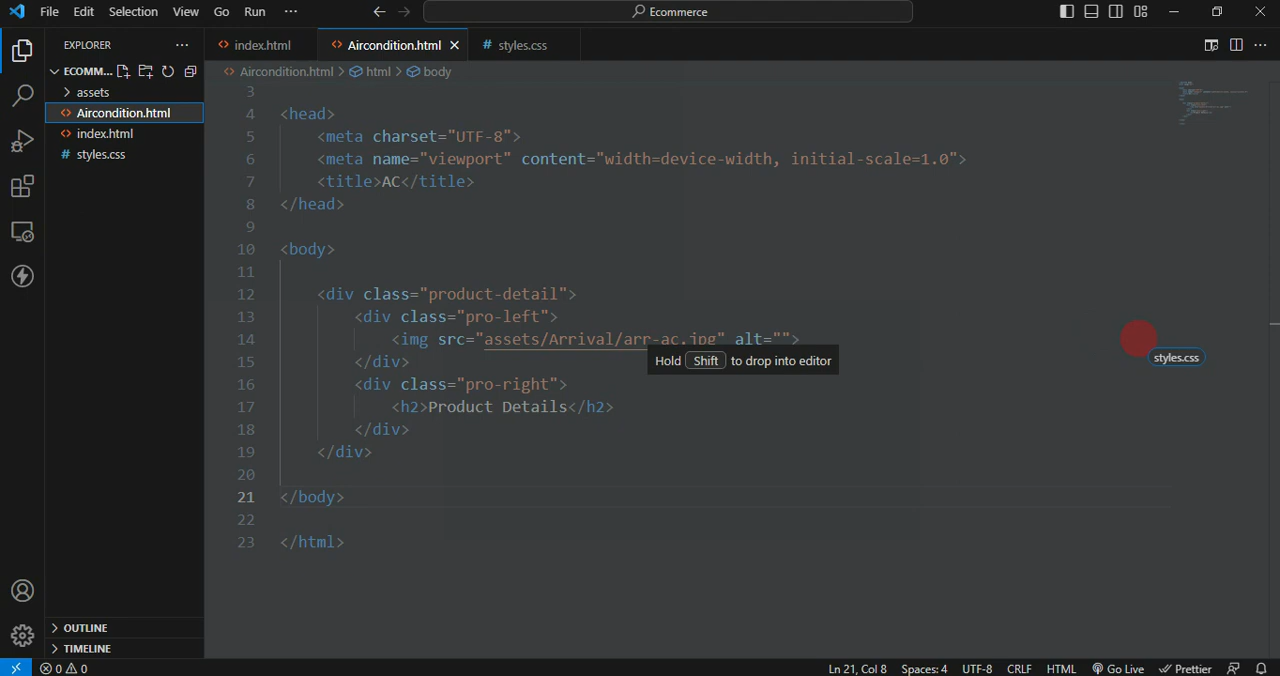 File Edit Selection View Go Run ··· Ecommerce
EXPLORER ···
index.html Aircondition.html # styles.css
ECOMM...
Aircondition.html > html > body
assets
Aircondition.html
index.html
# styles.css
3
4 <head>
5 <meta charset="UTF-8">
6 <meta name="viewport" content="width=device-width, initial-scale=1.0">
7 <title>AC</title>
8 </head>
9
10 <body>
11
12 <div class="product-detail">
13 <div class="pro-left">
14 <img src="assets/Arrival/arr-ac.jpg" alt="">
Hold Shift to drop into editor
styles.css
15 </div>
16 <div class="pro-right">
17 <h2>Product Details</h2>
18 </div>
19 </div>
20
21 </body>
22
23 </html>
OUTLINE
TIMELINE
0 0 Ln 21, Col 8 Spaces: 4 UTF-8 CRLF HTML Go Live Prettier